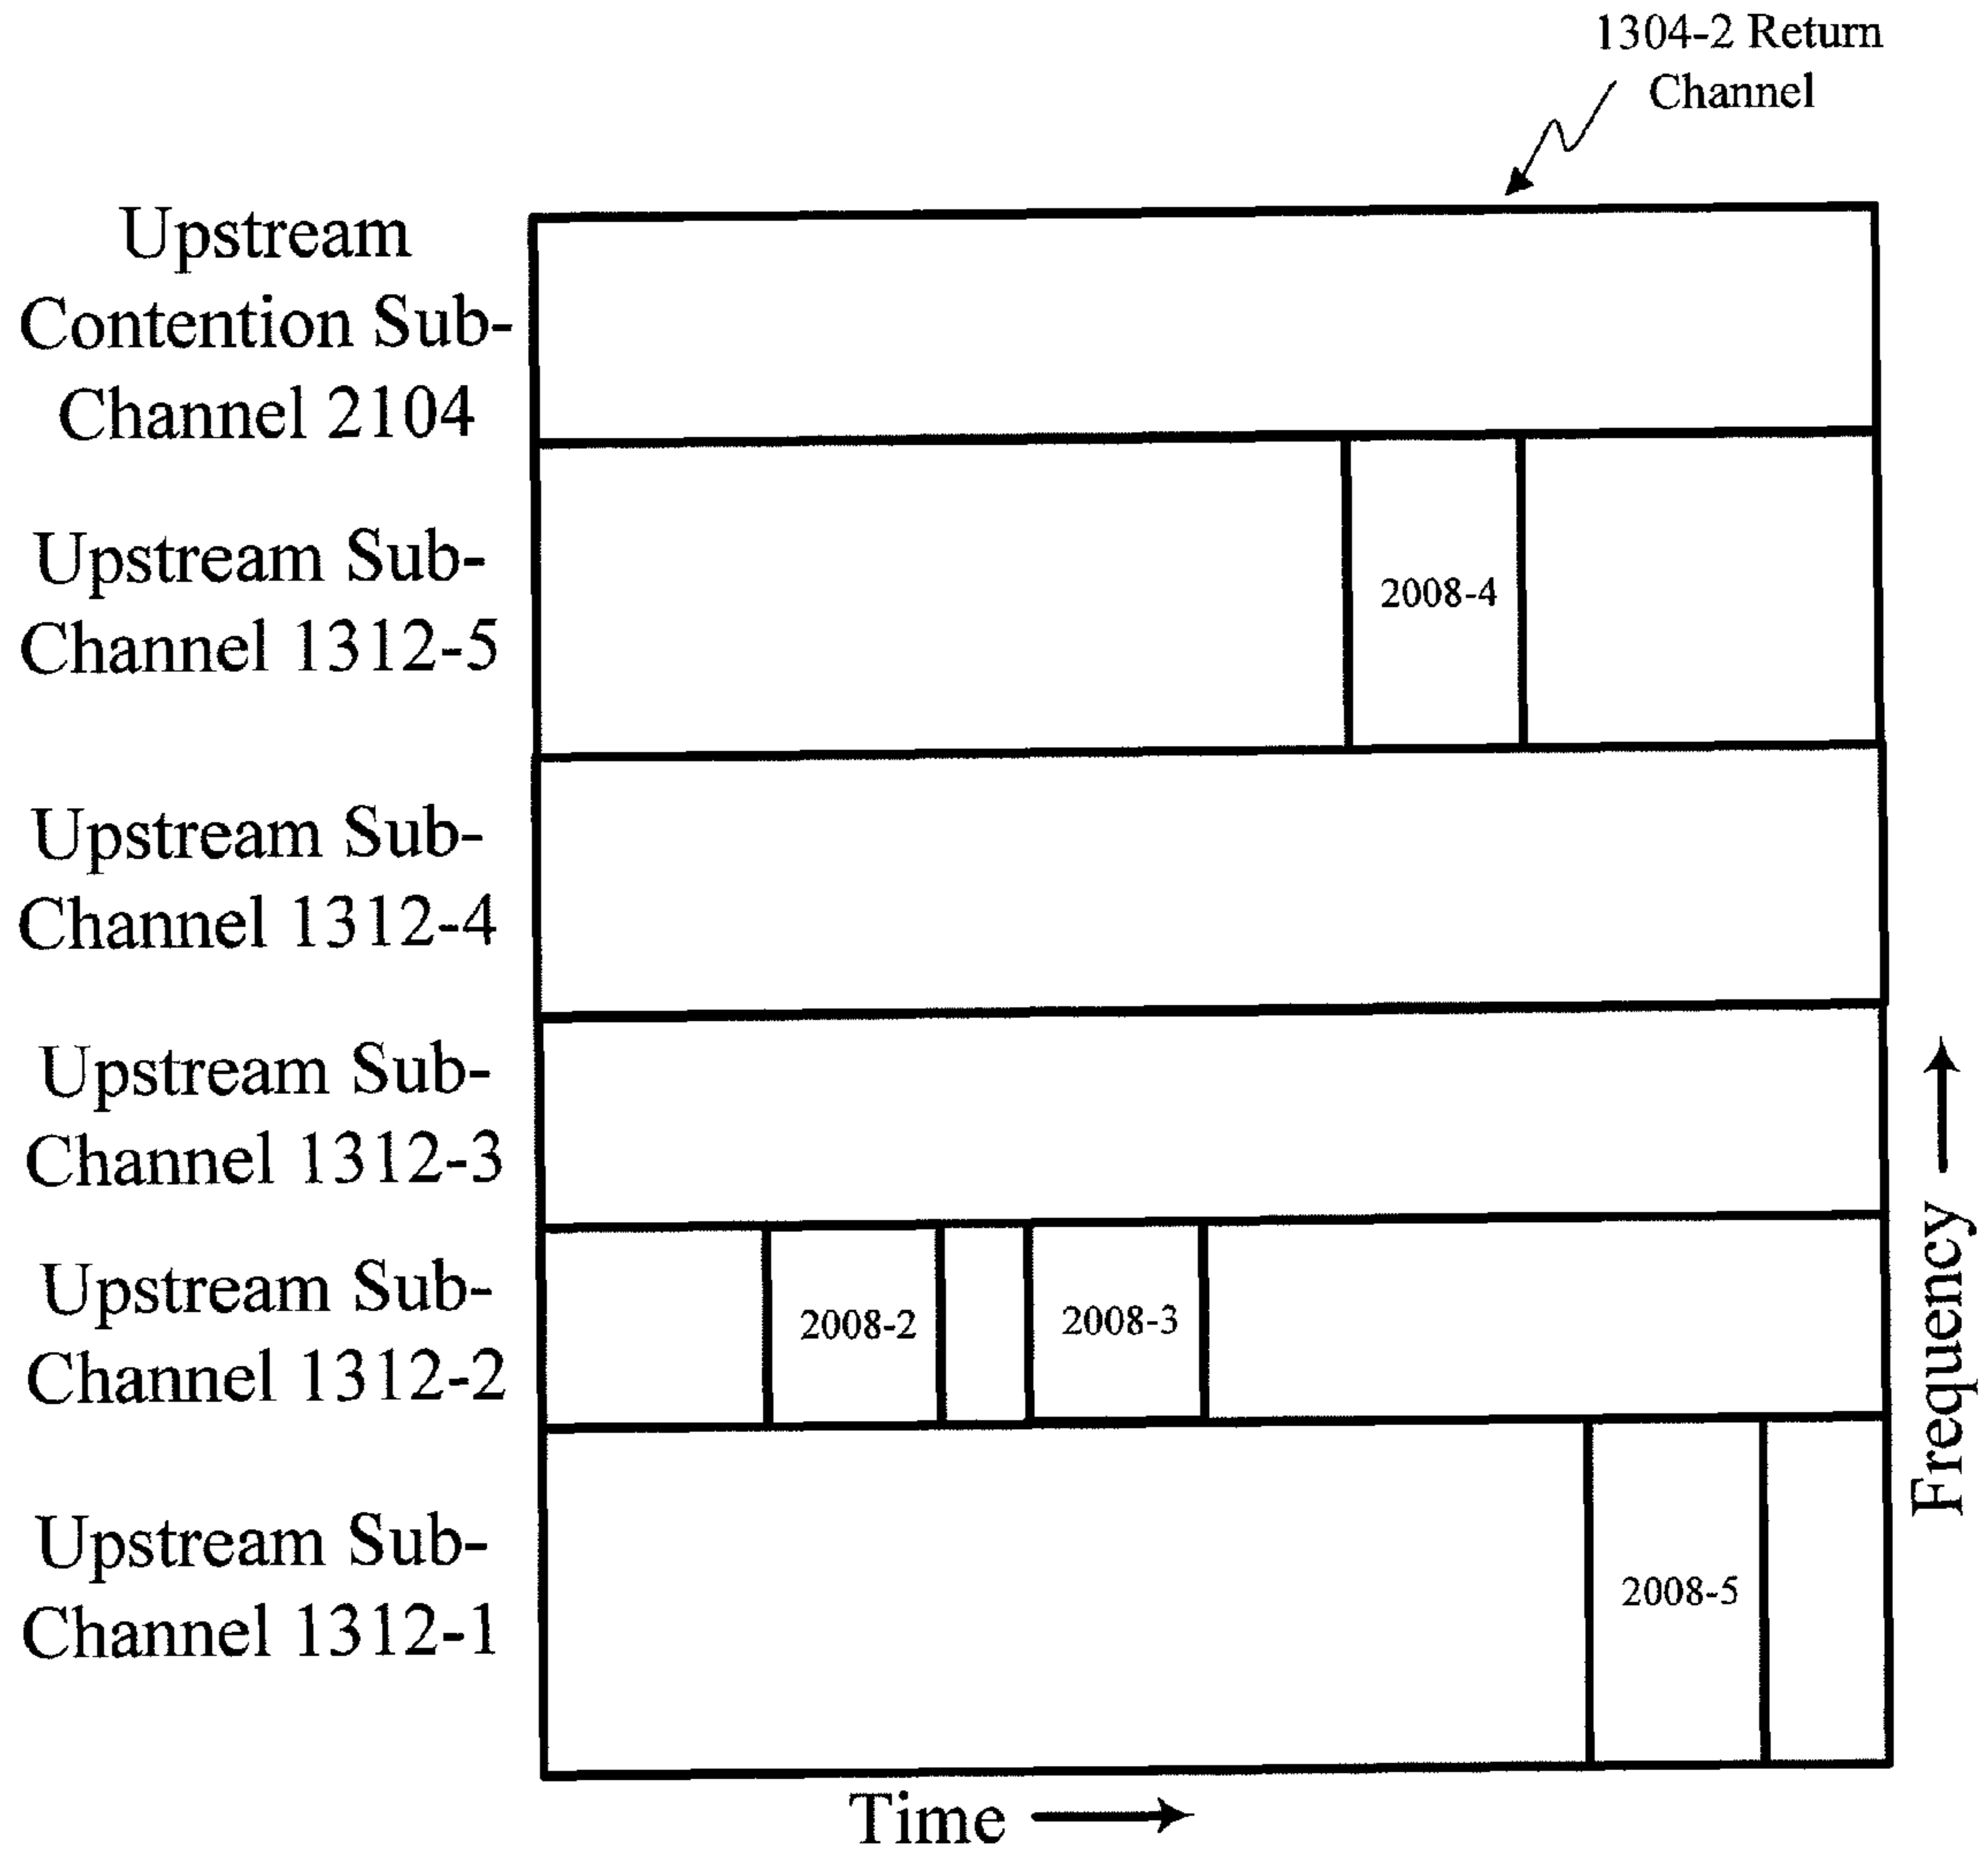 1304-2 Return
Channel
Upstream
Contention Sub-
Channel 2104
Upstream Sub-
Channel 1312-5
2008-4
Upstream Sub-
Channel 1312-4
Upstream Sub-
Channel 1312-3
Upstream Sub-
Channel 1312-2
2008-2
2008-3
Upstream Sub-
Channel 1312-1
2008-5
Frequency
Time